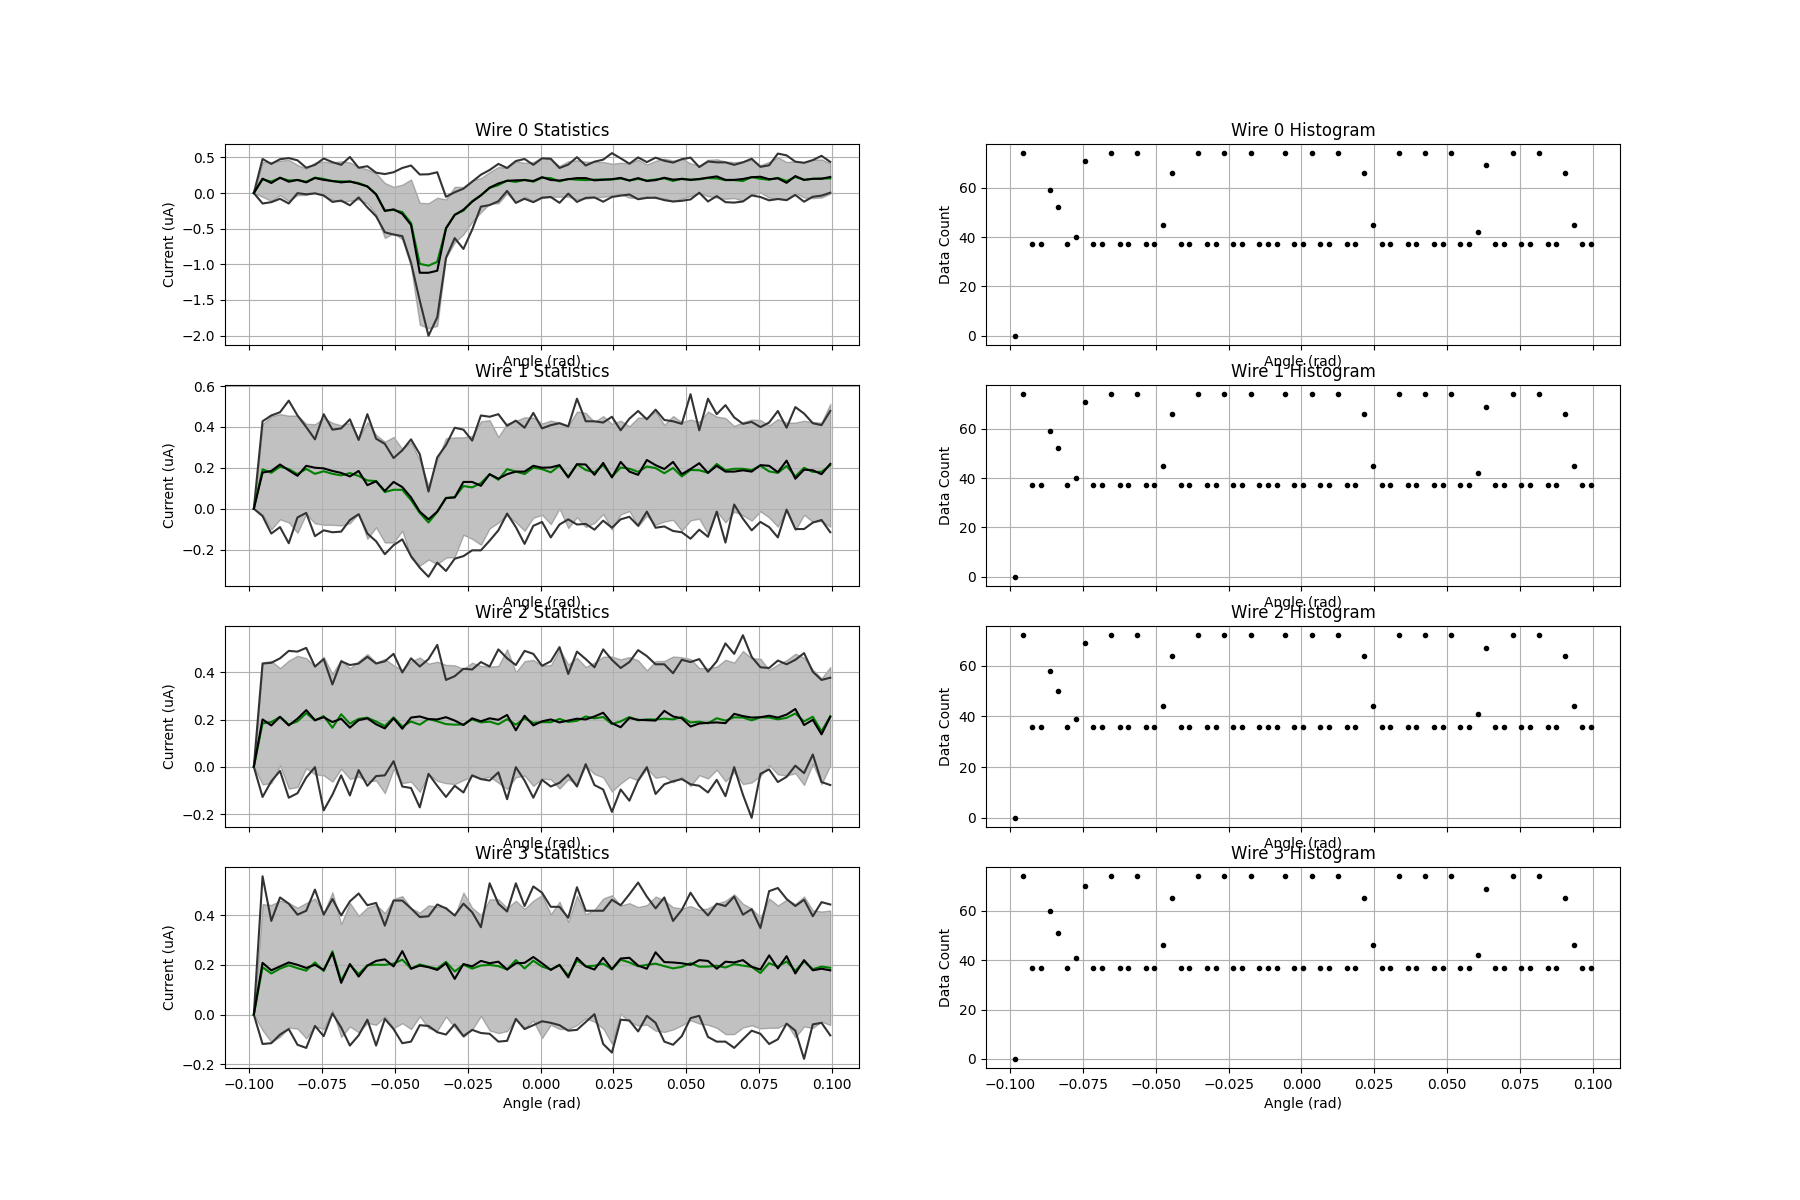 Wire 0 Statistics
Current (uA)
0.5
0.0
−0.5
−1.0
−1.5
−2.0
Angle (rad)
Wire 0 Histogram
Data Count
60
40
20
0
Angle (rad)
Wire 1 Statistics
Current (uA)
0.6
0.4
0.2
0.0
−0.2
Angle (rad)
Wire 1 Histogram
Data Count
60
40
20
0
Angle (rad)
Wire 2 Statistics
Current (uA)
0.4
0.2
0.0
−0.2
Angle (rad)
Wire 2 Histogram
Data Count
60
40
20
0
Angle (rad)
Wire 3 Statistics
Current (uA)
0.4
0.2
0.0
−0.2
−0.100 −0.075 −0.050 −0.025 0.000 0.025 0.050 0.075 0.100
Angle (rad)
Wire 3 Histogram
Data Count
60
40
20
0
−0.100 −0.075 −0.050 −0.025 0.000 0.025 0.050 0.075 0.100
Angle (rad)